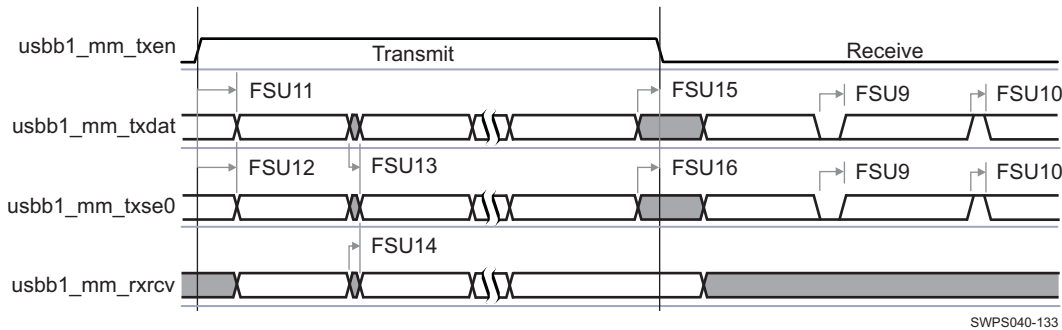 usbb1_mm_txen
Transmit
Receive
FSU11
FSU15
FSU9
FSU10
usbb1_mm_txdat
FSU12
FSU13
FSU16
FSU9
FSU10
usbb1_mm_txse0
FSU14
usbb1_mm_rxrcv
SWPS040-133